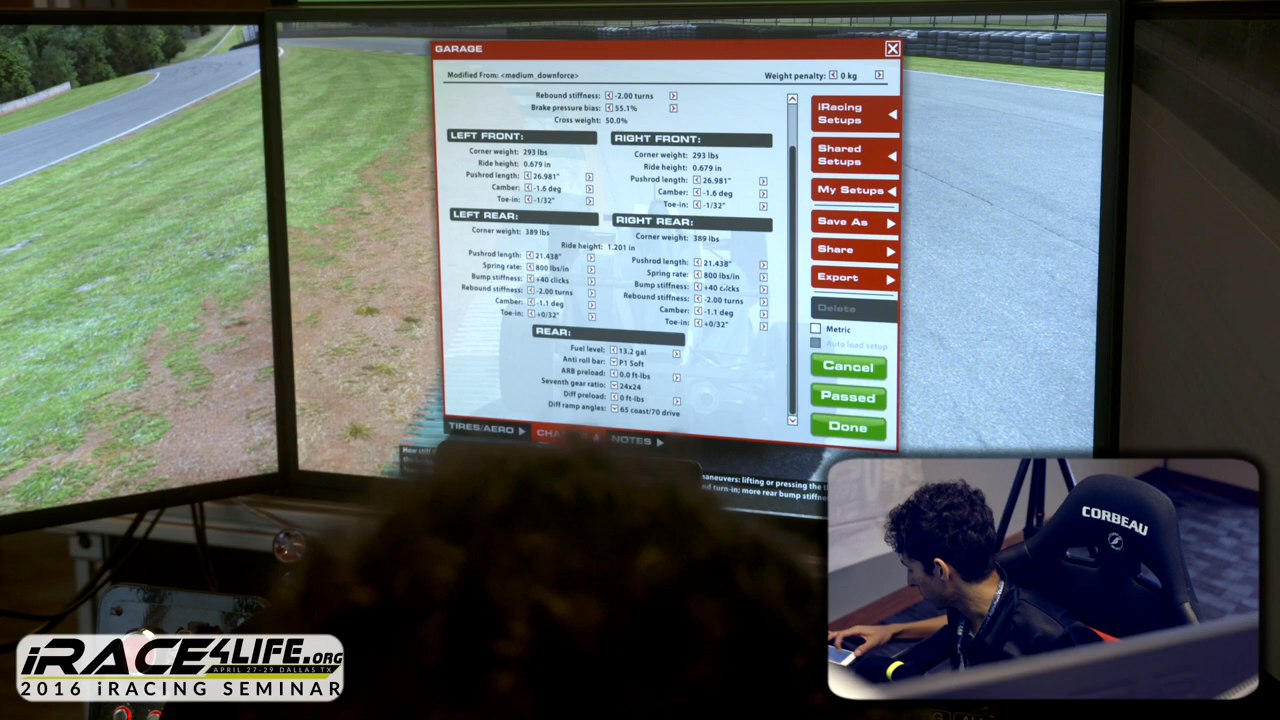 GARAGE
Modified From: <medium_downforce>
Weight penalty: 0 kg
Rebound stiffness: -2.00 turns
Brake pressure bias: 55.1%
Cross weight: 50.0%
LEFT FRONT:
Corner weight: 293 lbs
Ride height: 0.679 in
Pushrod length: 26.981"
Camber: -1.6 deg
Toe-in: -1/32"
RIGHT FRONT:
Corner weight: 293 lbs
Ride height: 0.679 in
Pushrod length: 26.981"
Camber: -1.6 deg
Toe-in: -1/32"
LEFT REAR:
Corner weight: 389 lbs
RIGHT REAR:
Corner weight: 389 lbs
Ride height: 1.201 in
Pushrod length: 21.438"
Spring rate: 800 lbs/in
Bump stiffness: +40 clicks
Rebound stiffness: -2.00 turns
Camber: -1.1 deg
Toe-in: +0/32"
Pushrod length: 21.438"
Spring rate: 800 lbs/in
Bump stiffness: +40 clicks
Rebound stiffness: -2.00 turns
Camber: -1.1 deg
Toe-in: +0/32"
REAR:
Fuel level: 13.2 gal
Anti roll bar: P1 Soft
ARB preload: 0.0 ft-lbs
Seventh gear ratio: 24x24
Diff preload: 0 ft-lbs
Diff ramp angles: 65 coast/70 drive
iRacing
Setups
Shared
Setups
My Setups
Save As
Share
Export
Delete
Metric
Auto load setup
Cancel
Passed
Done
TIRES/AERO
NOTES
maneuvers: lifting or pressing the
turn-in; more rear bump
CORBEAU
iRACE4LIFE.ORG
APRIL 27-29 DALLAS TX
2016 iRACING SEMINAR